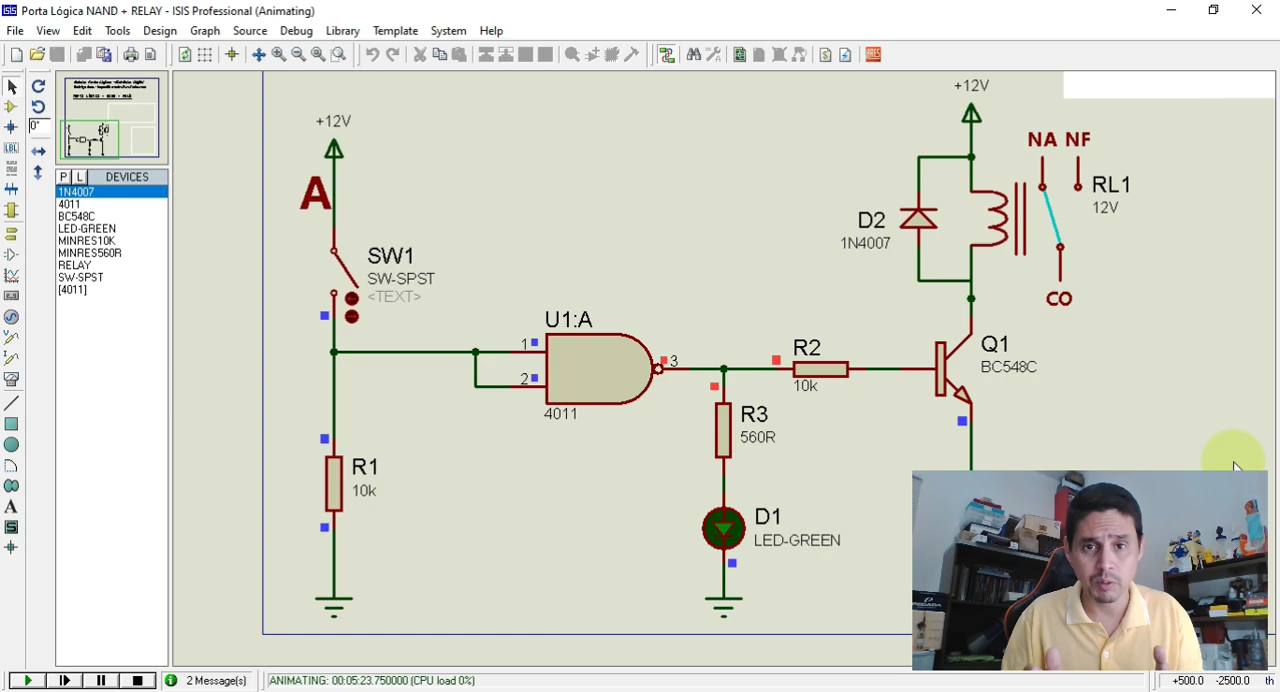 Porta Lógica NAND + RELAY - ISIS Professional (Animating)
File View Edit Tools Design Graph Source Debug Library Template System Help
0°
P L DEVICES
1N4007
4011
BC548C
LED-GREEN
MINRES10K
MINRES560R
RELAY
SW-SPST
[4011]
+12V
A
SW1
SW-SPST
<TEXT>
R1
10k
U1:A
1
2
3
4011
R2
10k
R3
560R
D1
LED-GREEN
+12V
D2
1N4007
NA NF
RL1
12V
CO
Q1
BC548C
2 Message(s)
ANIMATING: 00:05:23.750000 (CPU load 0%)
+500.0 -2500.0 th